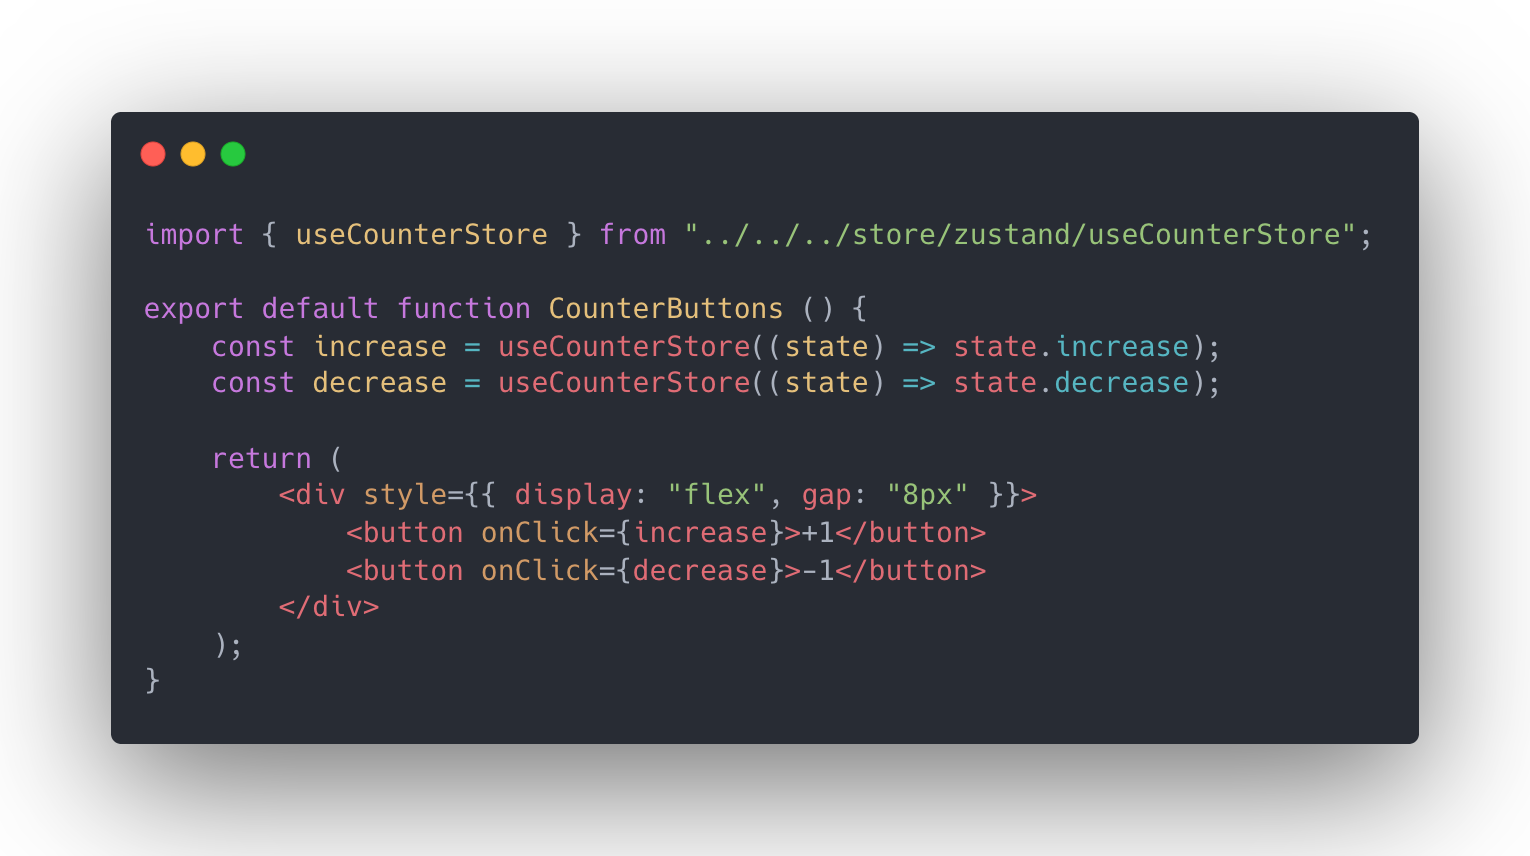 import { useCounterStore } from "../../../store/zustand/useCounterStore";

export default function CounterButtons () {
    const increase = useCounterStore((state) => state.increase);
    const decrease = useCounterStore((state) => state.decrease);

    return (
        <div style={{ display: "flex", gap: "8px" }}>
            <button onClick={increase}>+1</button>
            <button onClick={decrease}>-1</button>
        </div>
    );
}